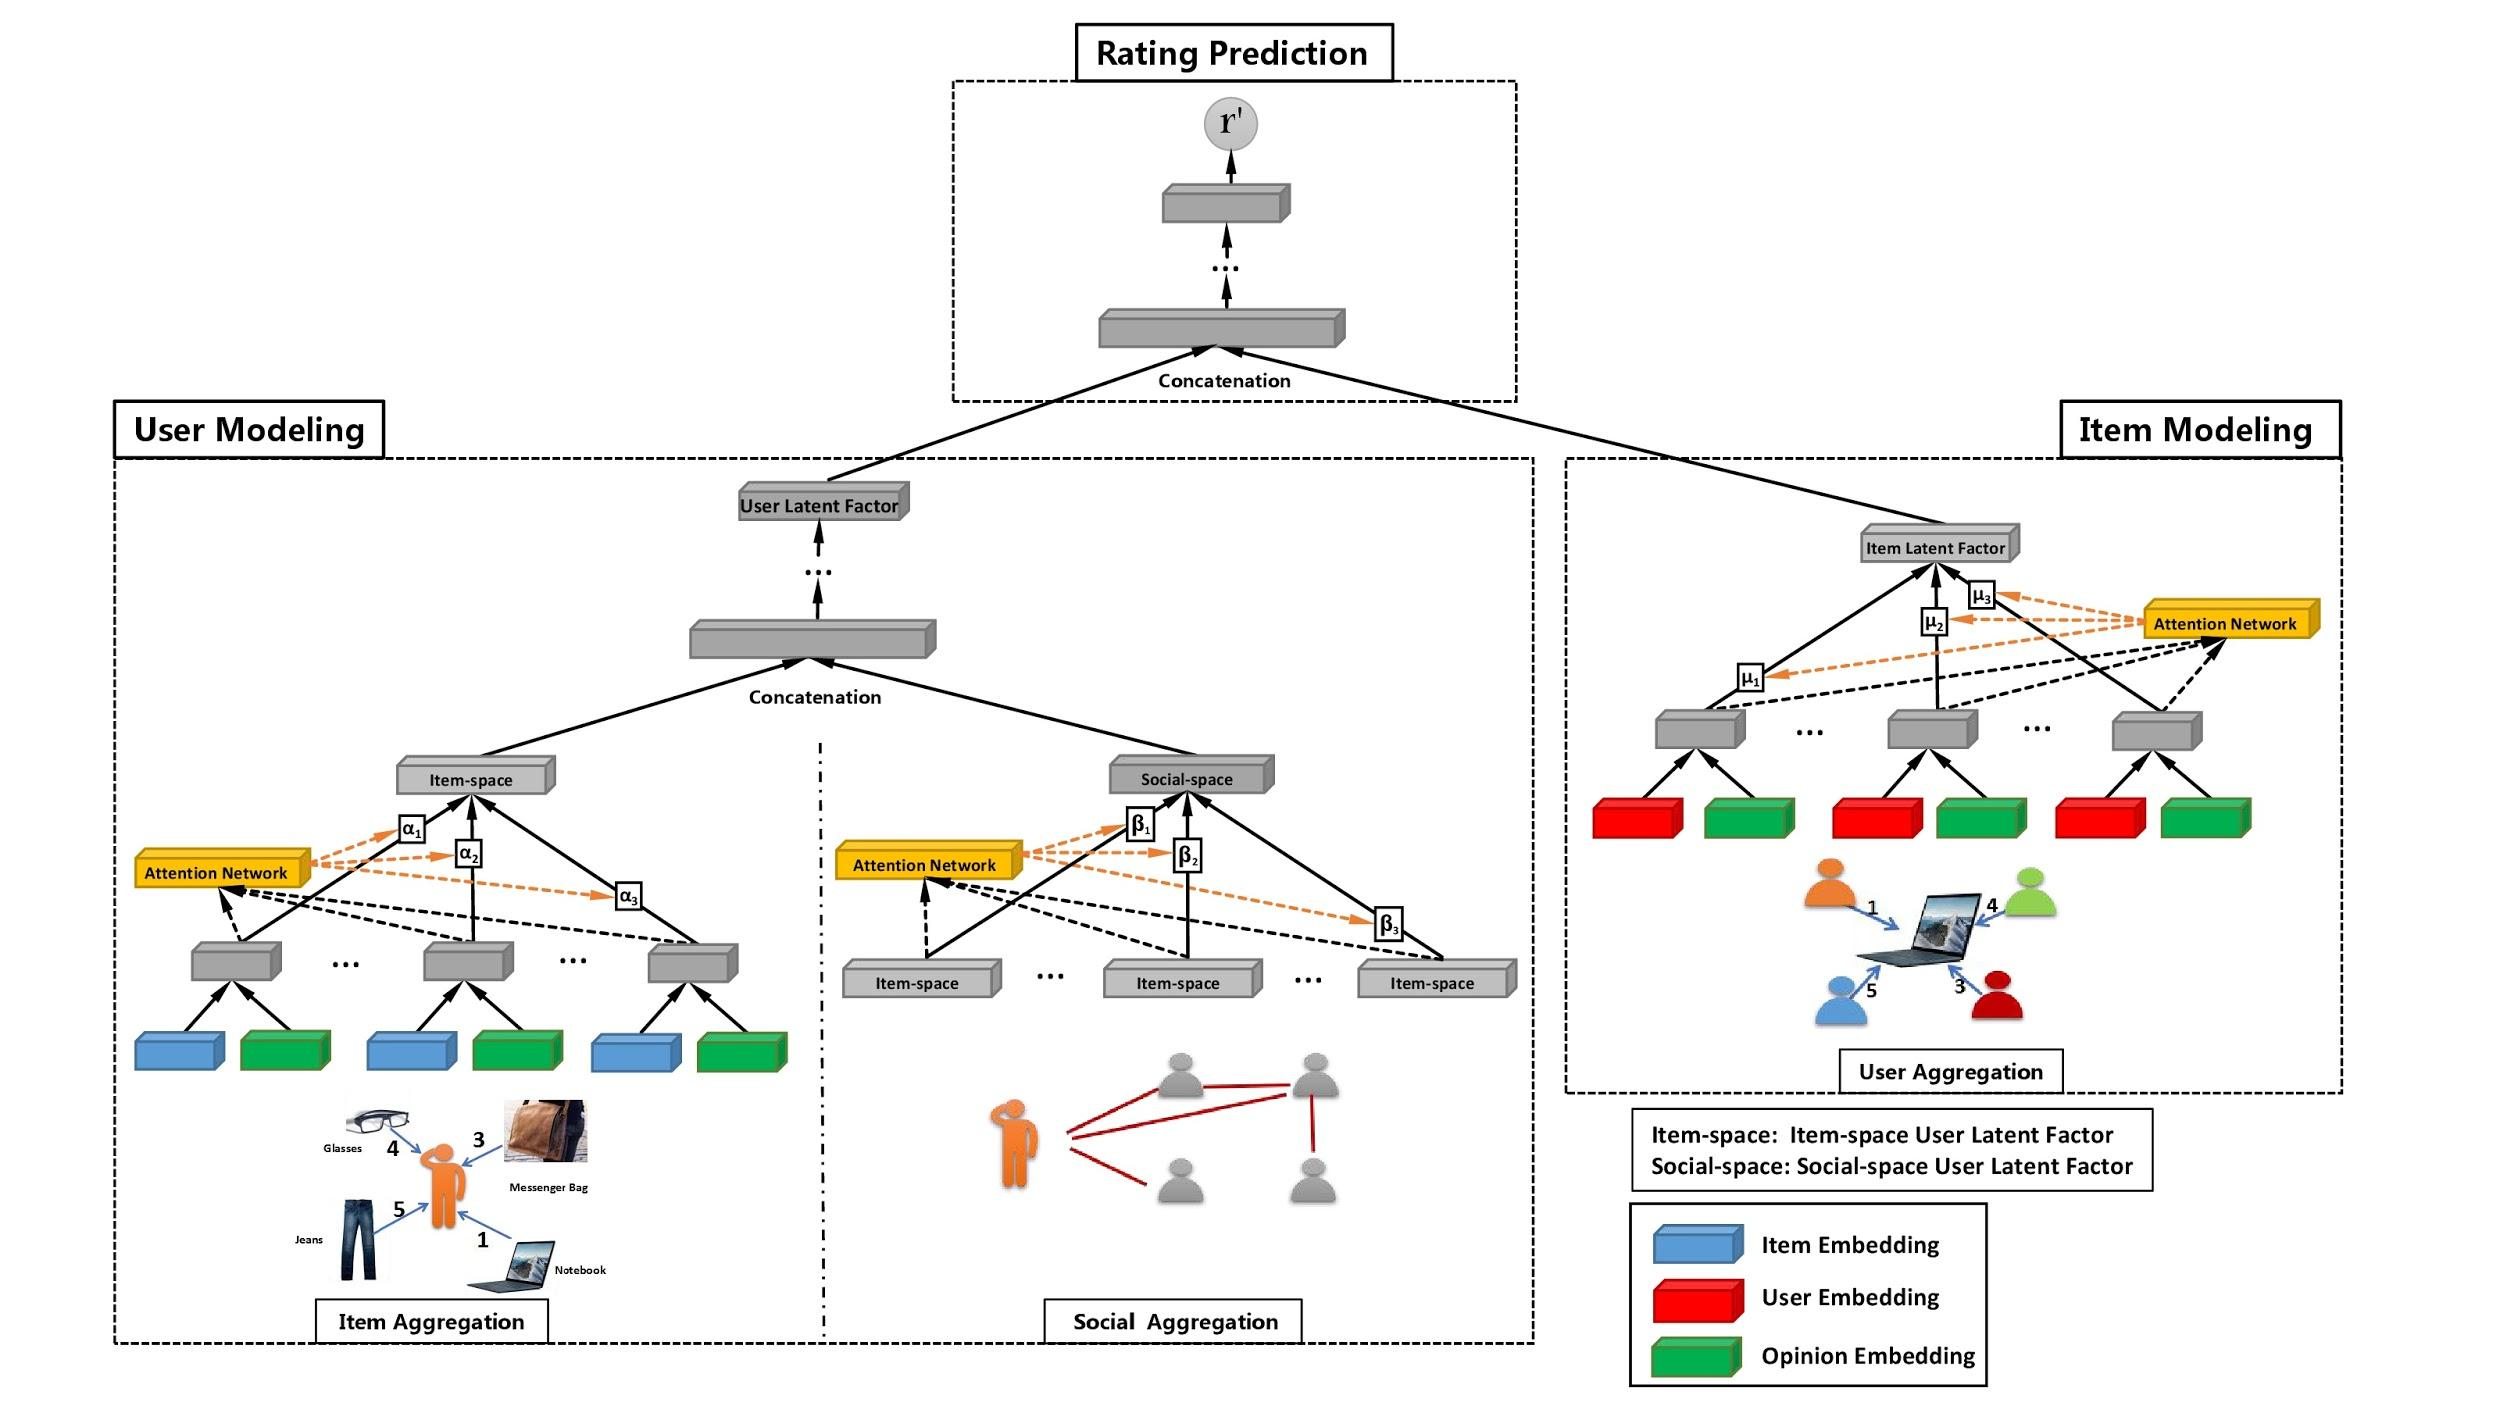 Rating Prediction
r'
...
Concatenation
User Modeling
User Latent Factor
...
Concatenation
Item-space
α1
α2
α3
Attention Network
...
...
Glasses
4
3
Messenger Bag
5
Jeans
1
Notebook
Item Aggregation
Social-space
β1
β2
β3
Attention Network
Item-space
...
Item-space
...
Item-space
Social Aggregation
Item Modeling
Item Latent Factor
μ3
μ2
μ1
Attention Network
...
...
1
4
5
3
User Aggregation
Item-space: Item-space User Latent Factor
Social-space: Social-space User Latent Factor
Item Embedding
User Embedding
Opinion Embedding